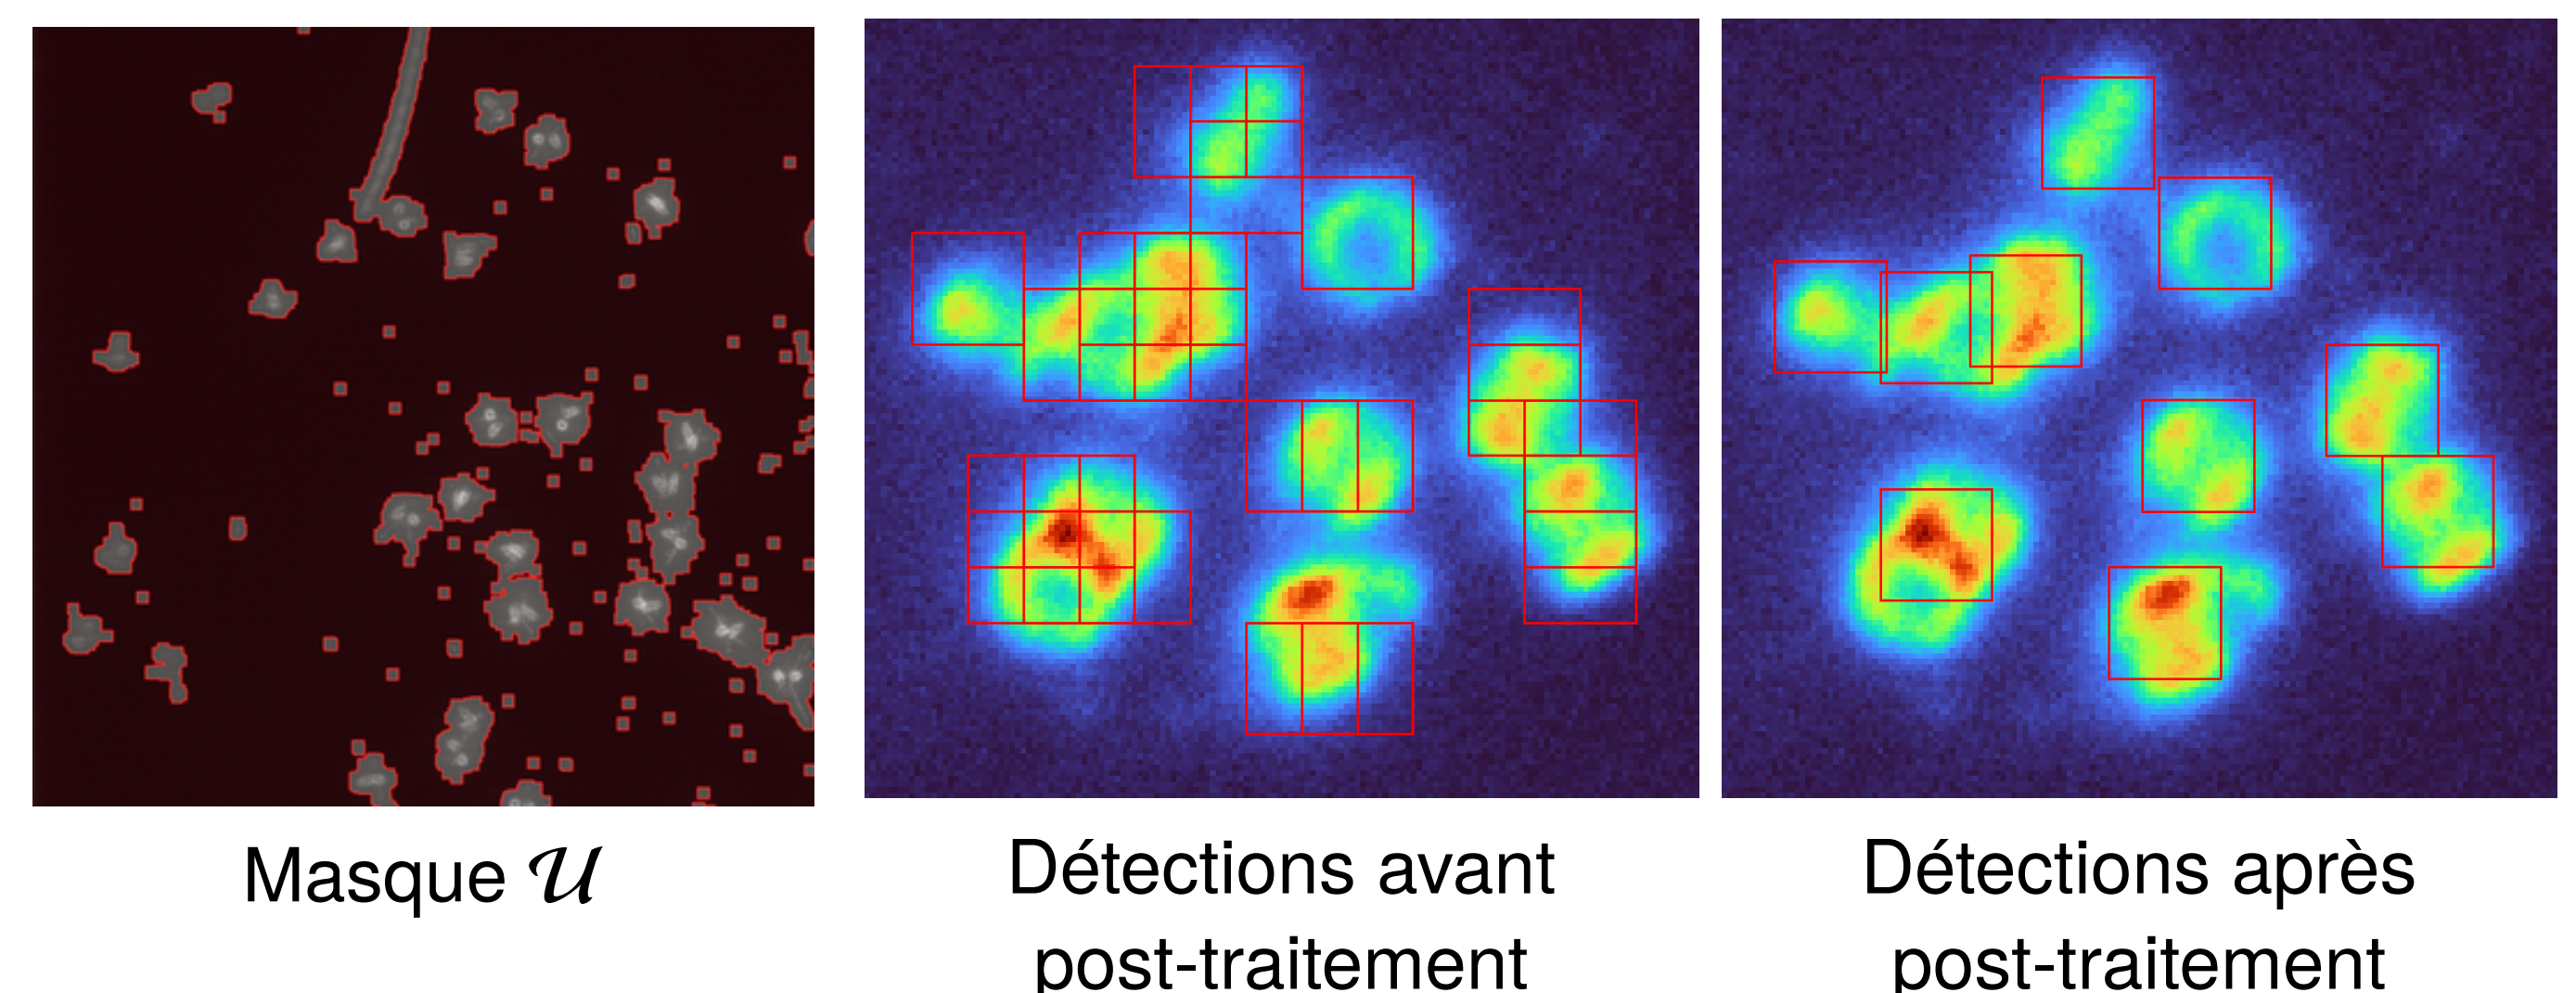 Masque 𝒰
Détections avant
post-traitement
Détections après
post-traitement